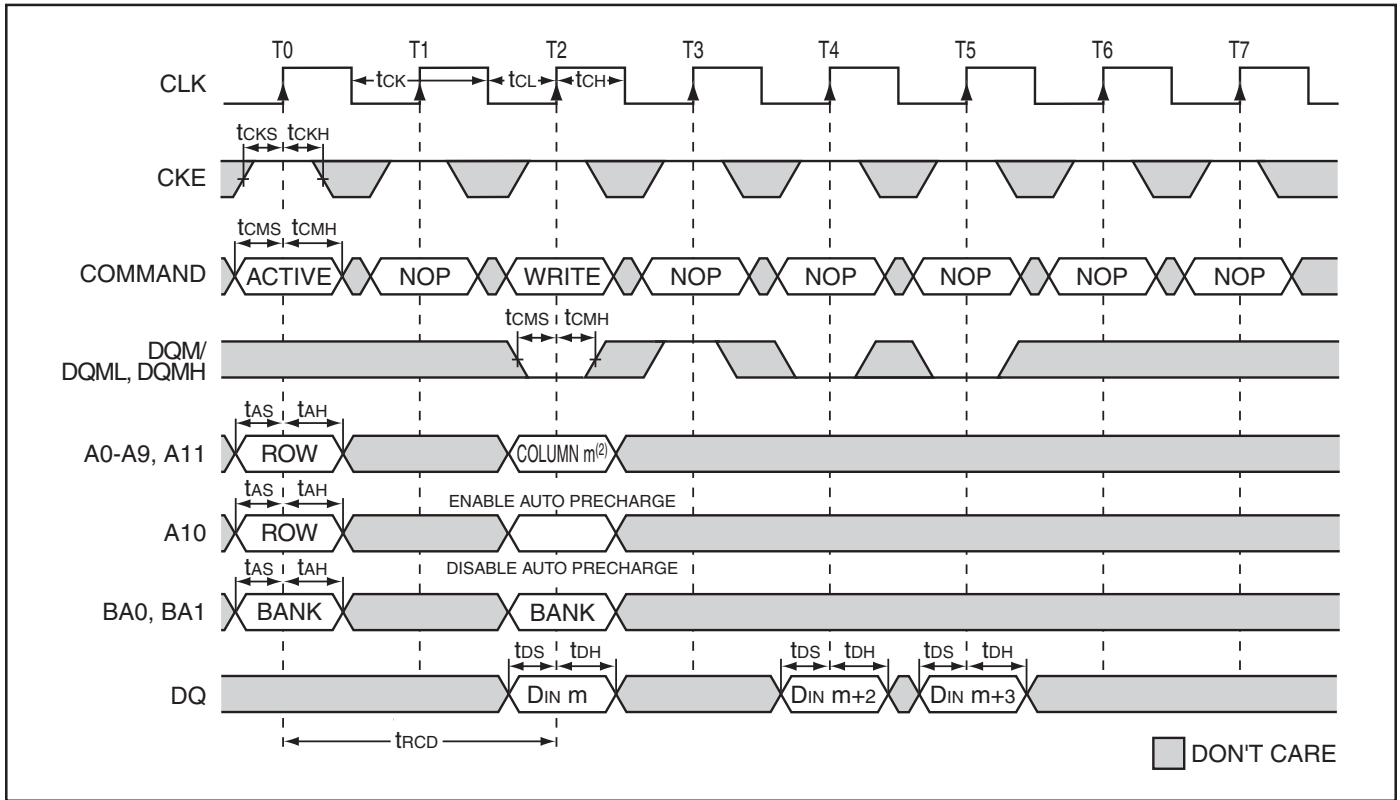 T0 T1 T2 T3 T4 T5 T6 T7
CLK tCK tCL tCH
tCKS tCKH
CKE
tCMS tCMH
COMMAND ACTIVE NOP WRITE NOP NOP NOP NOP NOP
tCMS tCMH
DQM/
DQML, DQMH
tAS tAH
A0-A9, A11 ROW COLUMN m(2)
tAS tAH ENABLE AUTO PRECHARGE
A10 ROW
tAS tAH DISABLE AUTO PRECHARGE
BA0, BA1 BANK BANK
tDS tDH tDS tDH tDS tDH
DQ DIN m DIN m+2 DIN m+3
tRCD
DON'T CARE